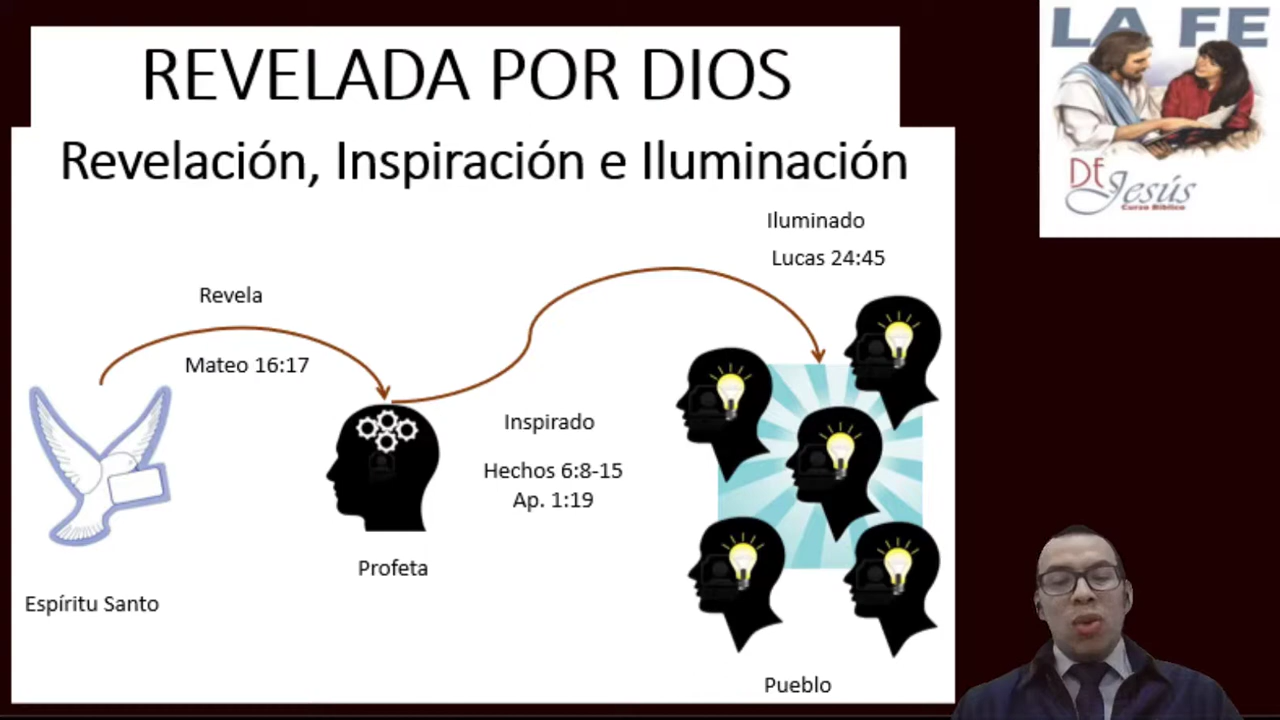 REVELADA POR DIOS
Revelación, Inspiración e Iluminación
Iluminado
Lucas 24:45
Revela
Mateo 16:17
Inspirado
Hechos 6:8-15
Ap. 1:19
Profeta
Espíritu Santo
Pueblo
LA FE
DE
Jesús
Curso Bíblico